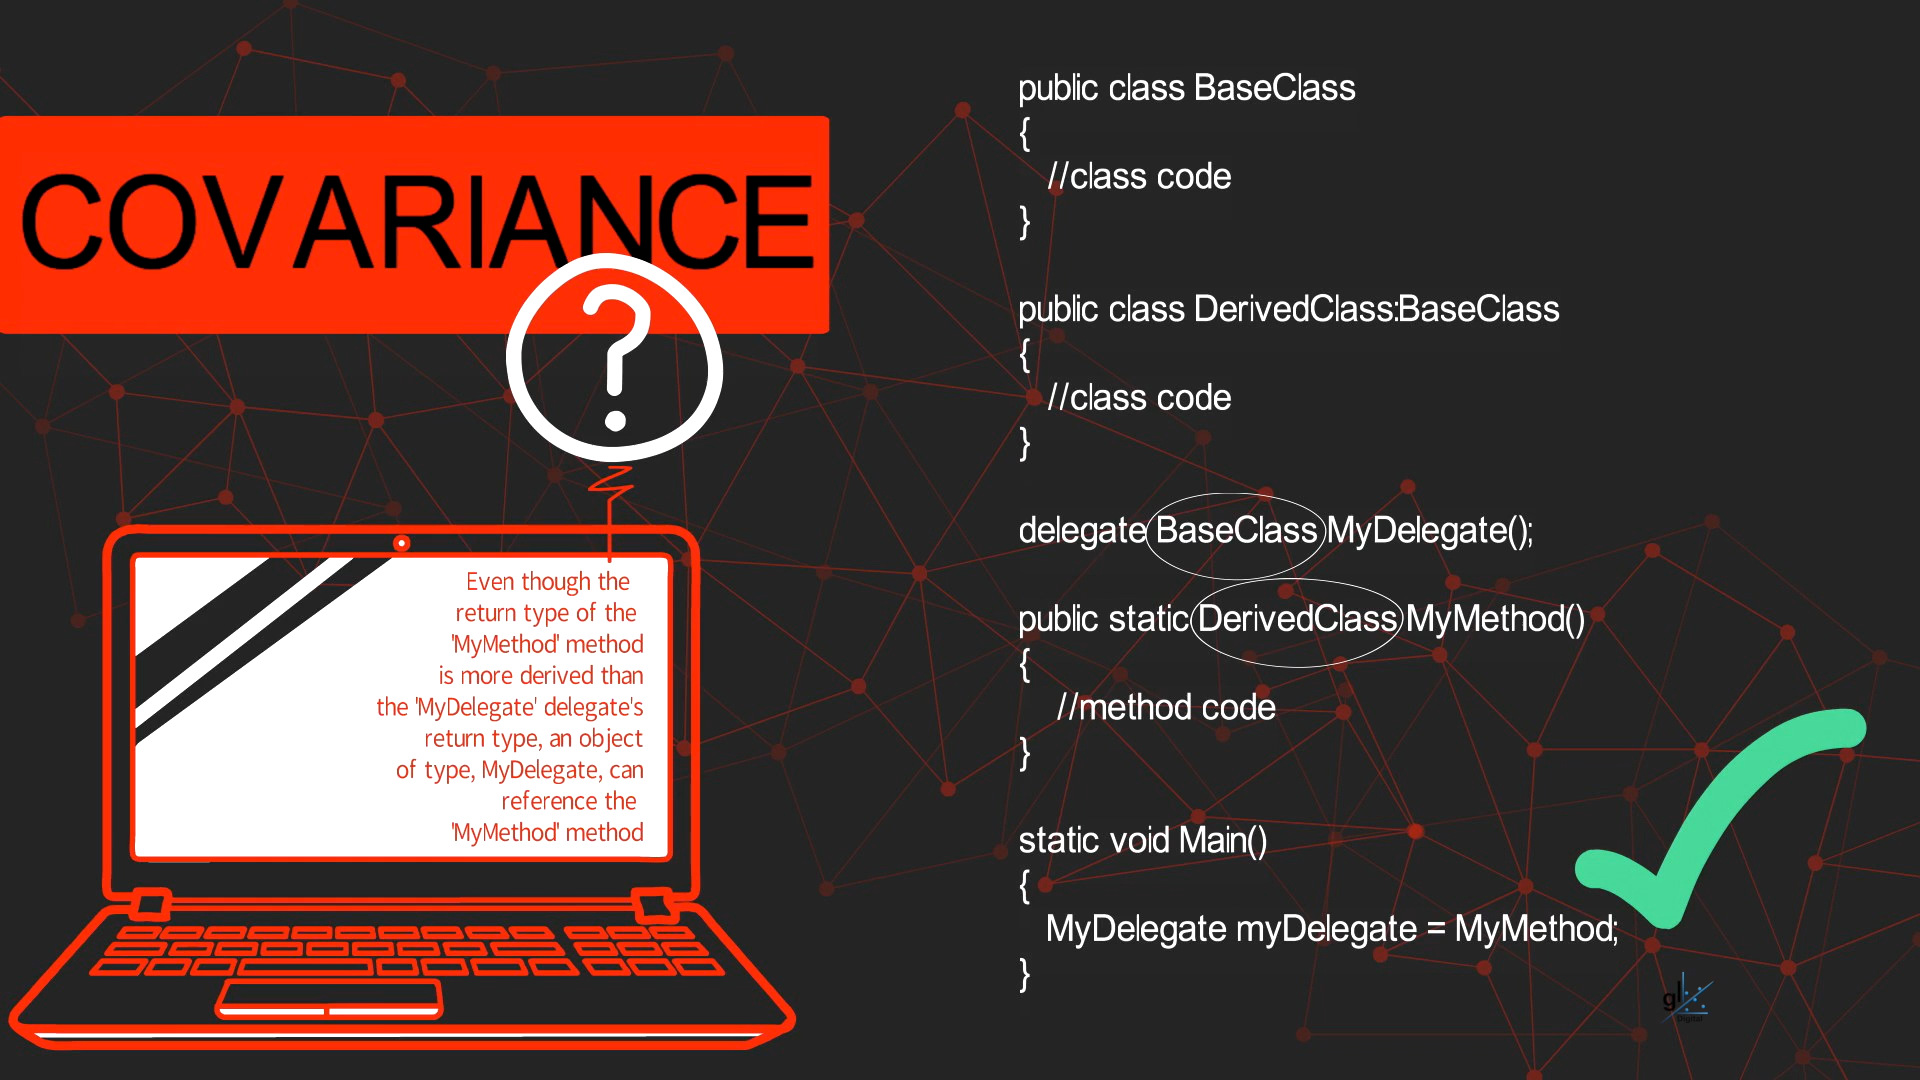 COVARIANCE
?
Even though the
return type of the
'MyMethod' method
is more derived than
the 'MyDelegate' delegate's
return type, an object
of type, MyDelegate, can
reference the
'MyMethod' method
public class BaseClass
{
//class code
}
public class DerivedClass:BaseClass
{
//class code
}
delegate BaseClass MyDelegate();
public static DerivedClass MyMethod()
{
//method code
}
static void Main()
{
MyDelegate myDelegate = MyMethod;
}
gl
Digital